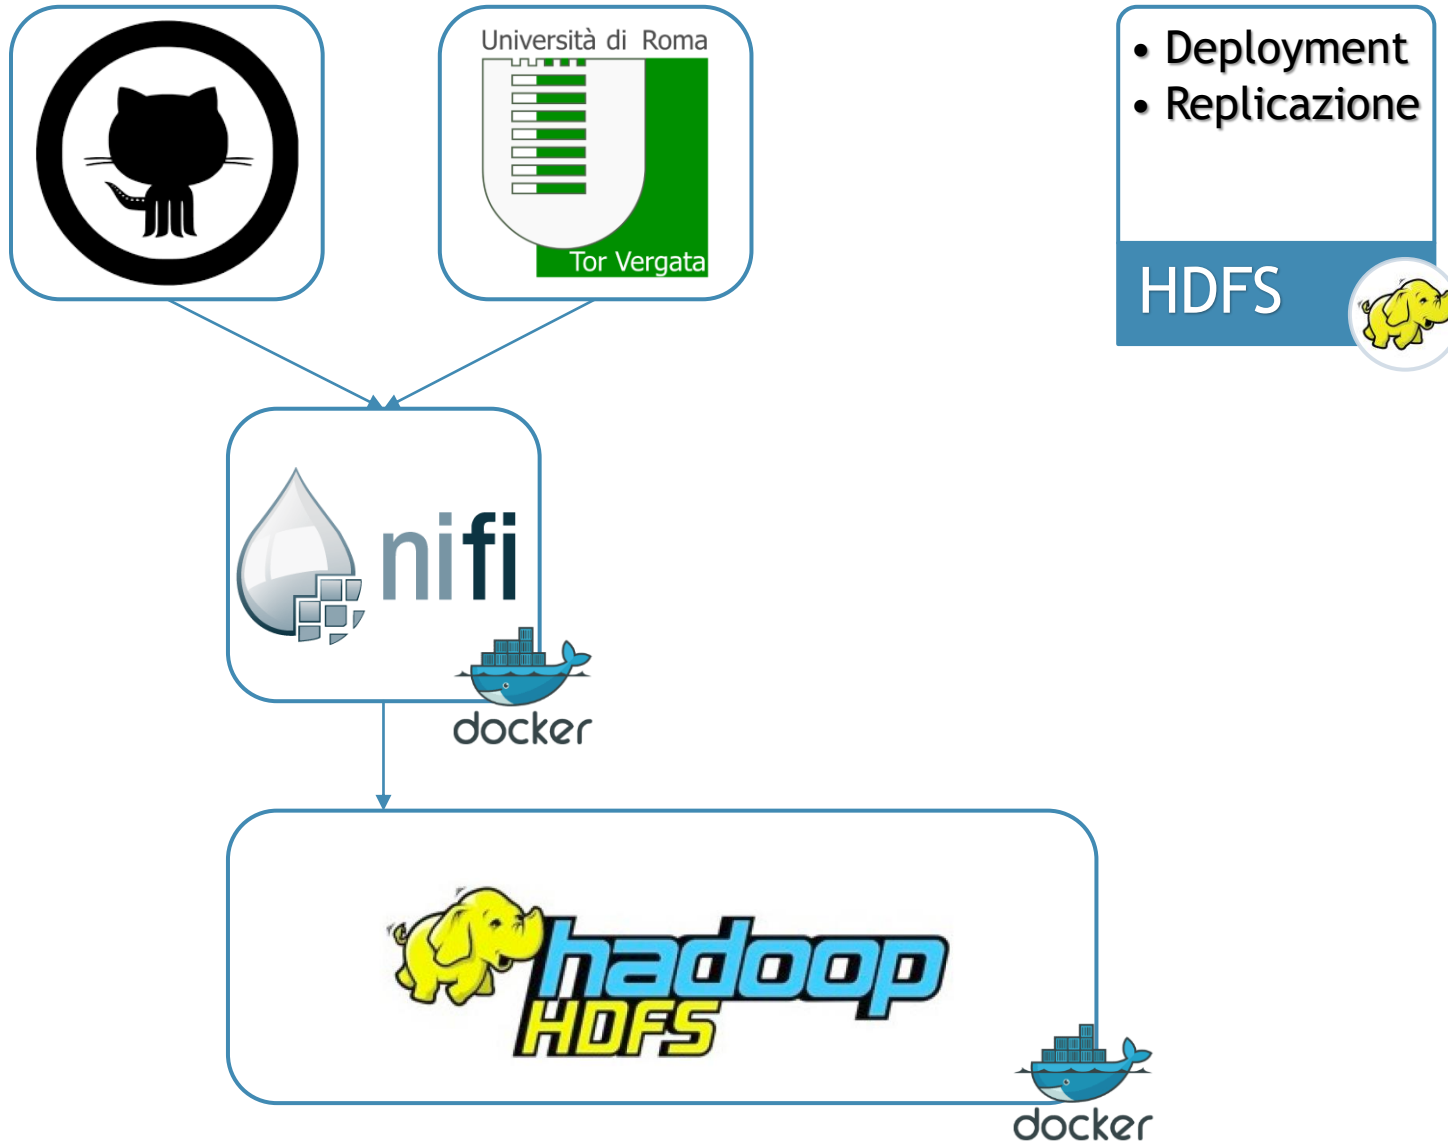 Università di Roma
Tor Vergata
• Deployment
• Replicazione
HDFS
nifi
docker
hadoop
HDFS
docker